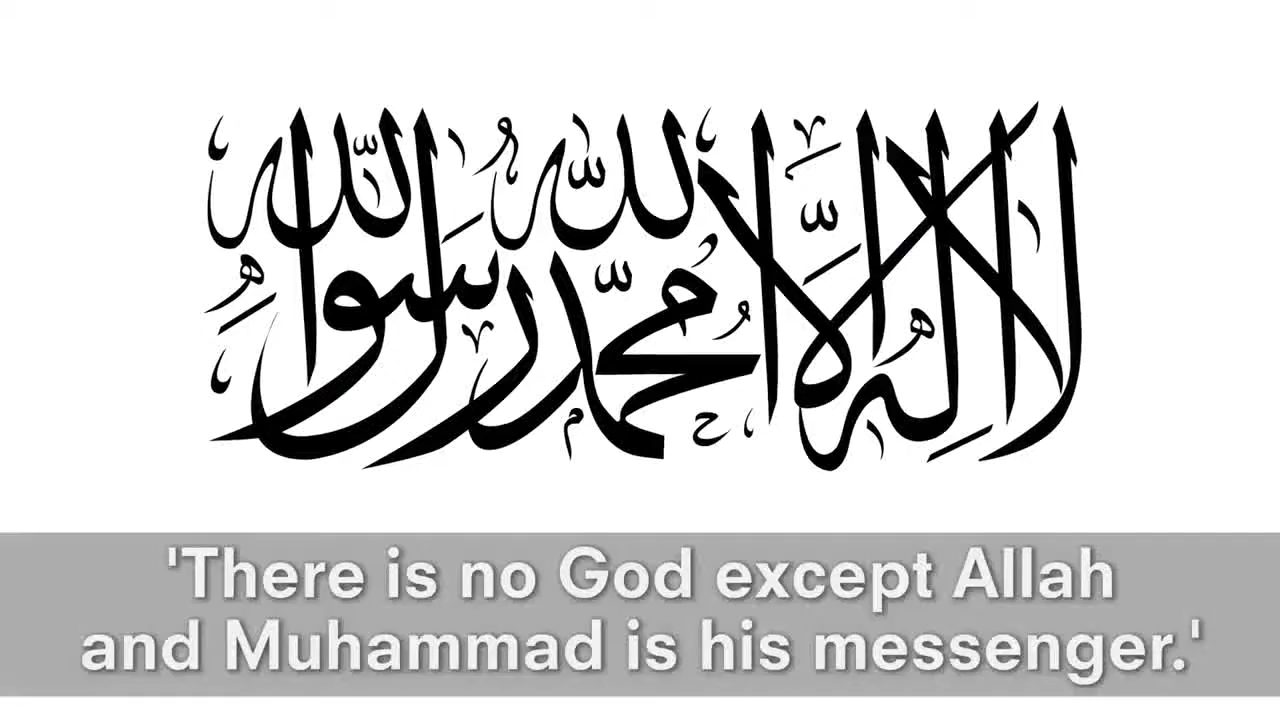 لا إله إلا الله محمد رسول الله
'There is no God except Allah
and Muhammad is his messenger.'